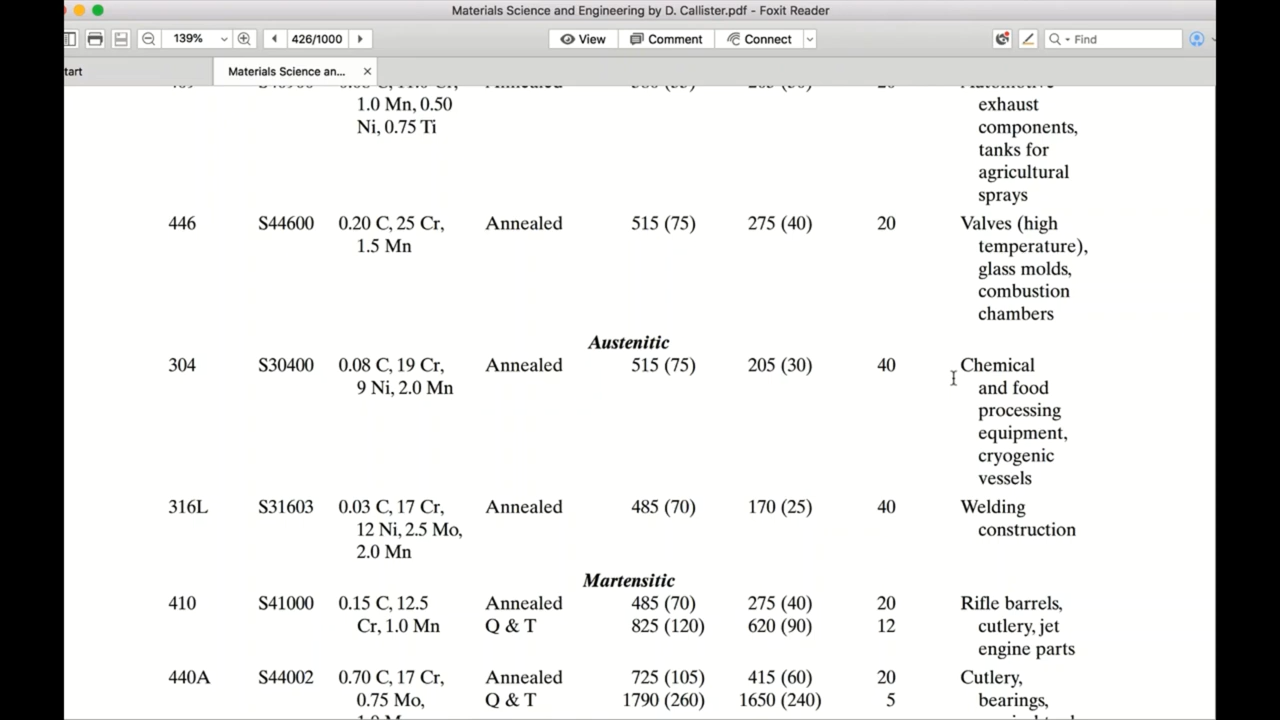 Materials Science and Engineering by D. Callister.pdf - Foxit Reader
139% 426/1000 View Comment Connect Find
tart Materials Science an... ×
1.0 Mn, 0.50 exhaust
Ni, 0.75 Ti components,
tanks for
agricultural
sprays
446 S44600 0.20 C, 25 Cr, Annealed 515 (75) 275 (40) 20 Valves (high
1.5 Mn temperature),
glass molds,
combustion
chambers
Austenitic
304 S30400 0.08 C, 19 Cr, Annealed 515 (75) 205 (30) 40 Chemical
9 Ni, 2.0 Mn and food
processing
equipment,
cryogenic
vessels
316L S31603 0.03 C, 17 Cr, Annealed 485 (70) 170 (25) 40 Welding
12 Ni, 2.5 Mo, construction
2.0 Mn
Martensitic
410 S41000 0.15 C, 12.5 Annealed 485 (70) 275 (40) 20 Rifle barrels,
Cr, 1.0 Mn Q & T 825 (120) 620 (90) 12 cutlery, jet
engine parts
440A S44002 0.70 C, 17 Cr, Annealed 725 (105) 415 (60) 20 Cutlery,
0.75 Mo, Q & T 1790 (260) 1650 (240) 5 bearings,